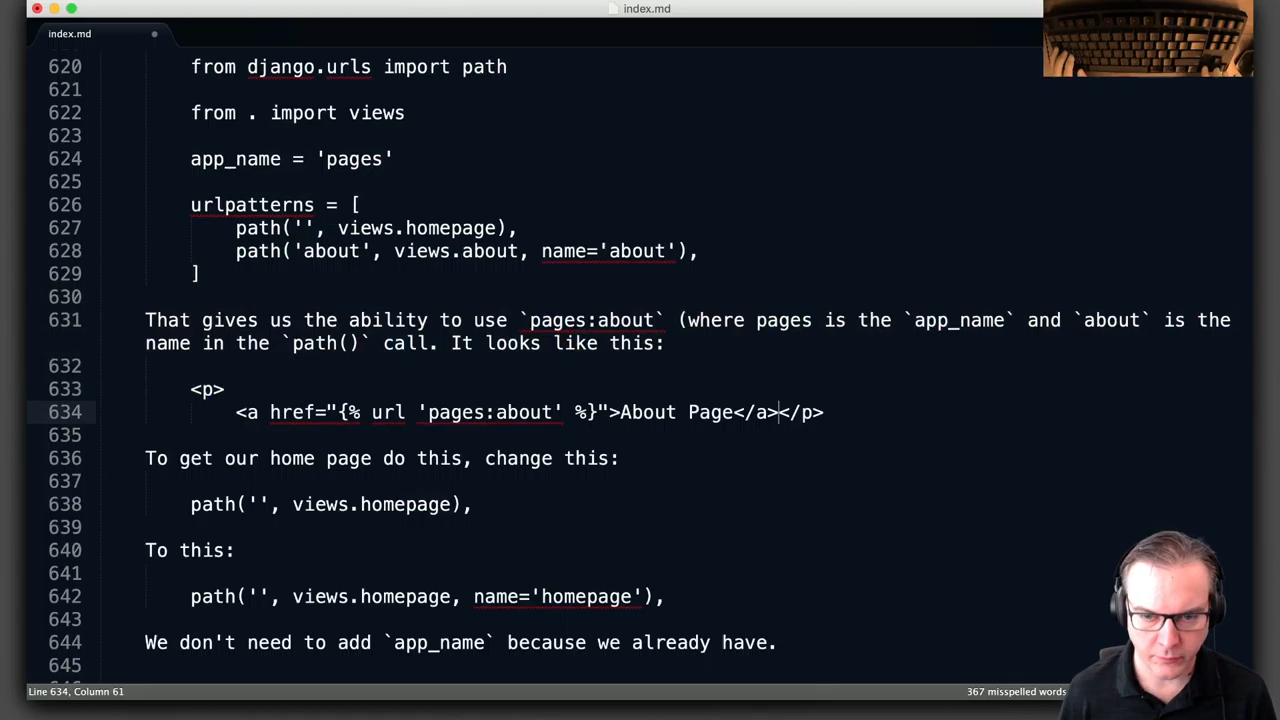 index.md
index.md
620 from django.urls import path
621
622 from . import views
623
624 app_name = 'pages'
625
626 urlpatterns = [
627 path('', views.homepage),
628 path('about', views.about, name='about'),
629 ]
630
631 That gives us the ability to use `pages:about` (where pages is the `app_name` and `about` is the
name in the `path()` call. It looks like this:
632
633 <p>
634 <a href="{% url 'pages:about' %}">About Page</a></p>
635
636 To get our home page do this, change this:
637
638 path('', views.homepage),
639
640 To this:
641
642 path('', views.homepage, name='homepage'),
643
644 We don't need to add `app_name` because we already have.
645
Line 634, Column 61
367 misspelled words